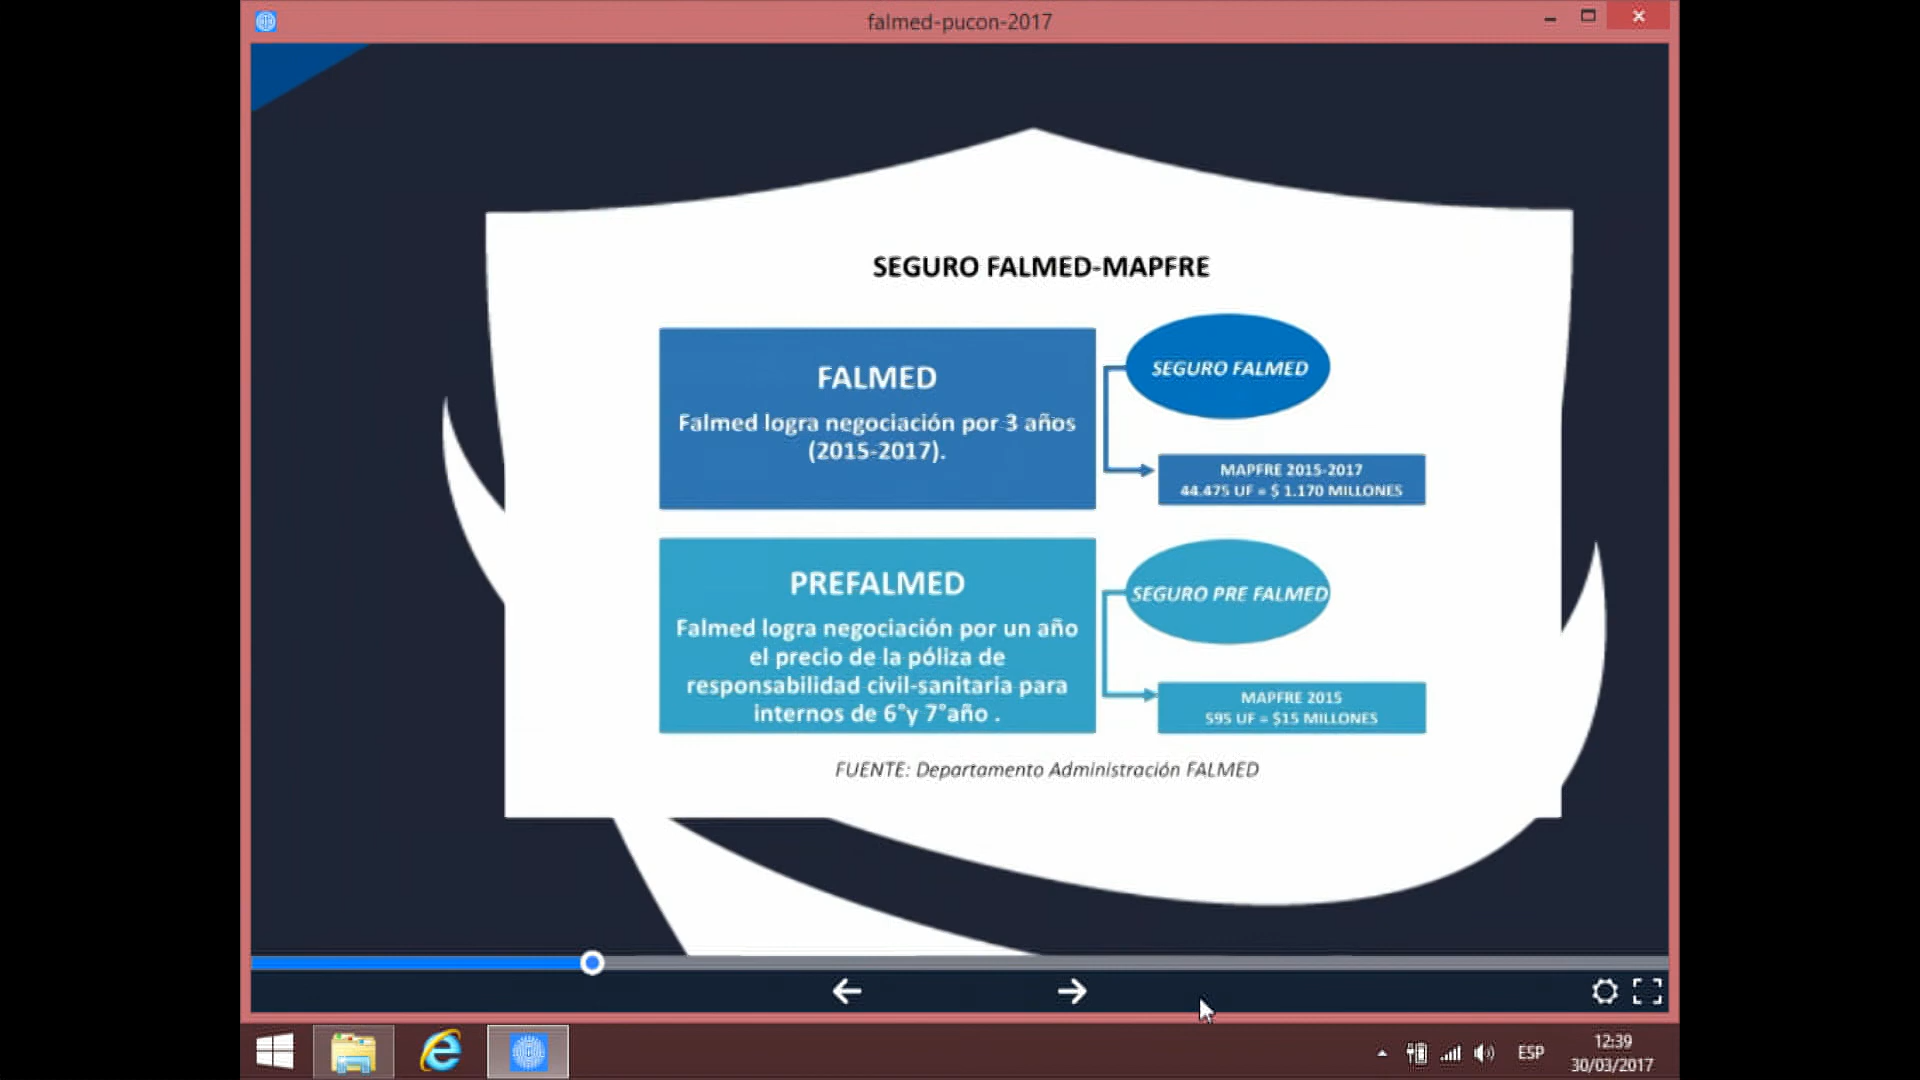 falmed-pucon-2017
SEGURO FALMED-MAPFRE
FALMED
Falmed logra negociación por 3 años
(2015-2017).
SEGURO FALMED
MAPFRE 2015-2017
44.475 UF = $ 1.170 MILLONES
PREFALMED
Falmed logra negociación por un año
el precio de la póliza de
responsabilidad civil-sanitaria para
internos de 6°y 7°año .
SEGURO PRE FALMED
MAPFRE 2015
595 UF = $15 MILLONES
FUENTE: Departamento Administración FALMED
ESP
12:39
30/03/2017